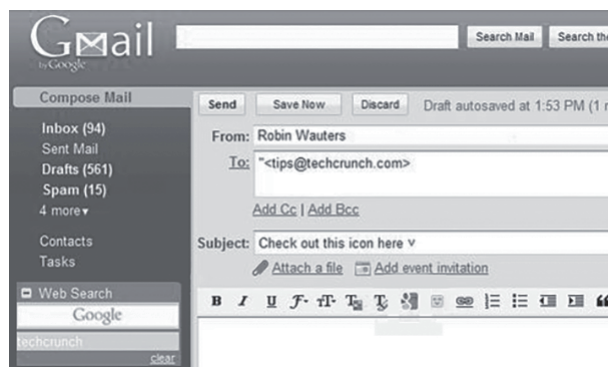 Gmail
by Google
Search Mail Search the
Compose Mail
Inbox (94)
Sent Mail
Drafts (561)
Spam (15)
4 more▾
Contacts
Tasks
Web Search
Google
techcrunch
clear
Send Save Now Discard Draft autosaved at 1:53 PM (1
From: Robin Wauters
To: "<tips@techcrunch.com>
Add Cc | Add Bcc
Subject: Check out this icon here v
Attach a file Add event invitation
B I U